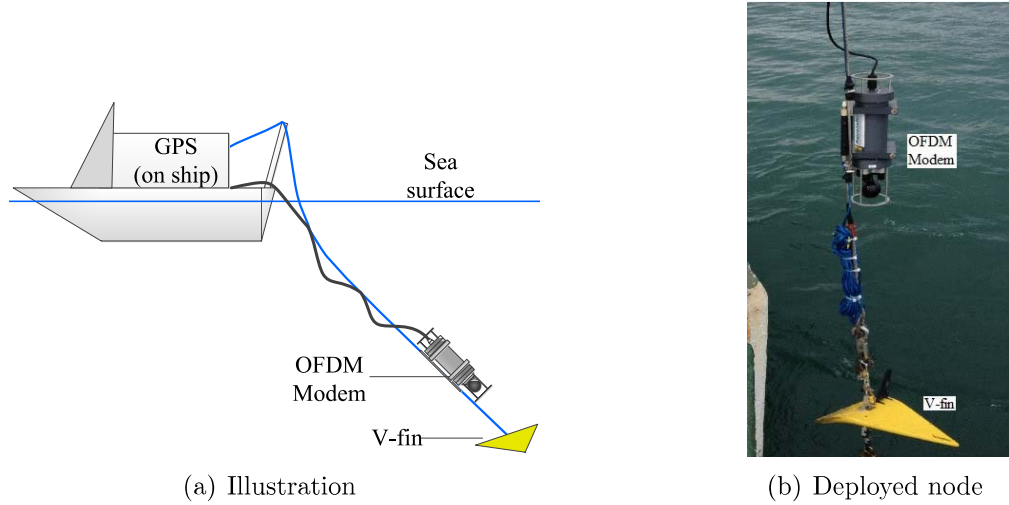 GPS
(on ship)
Sea
surface
OFDM
Modem
V-fin
(a) Illustration
OFDM
Modem
V-fin
(b) Deployed node